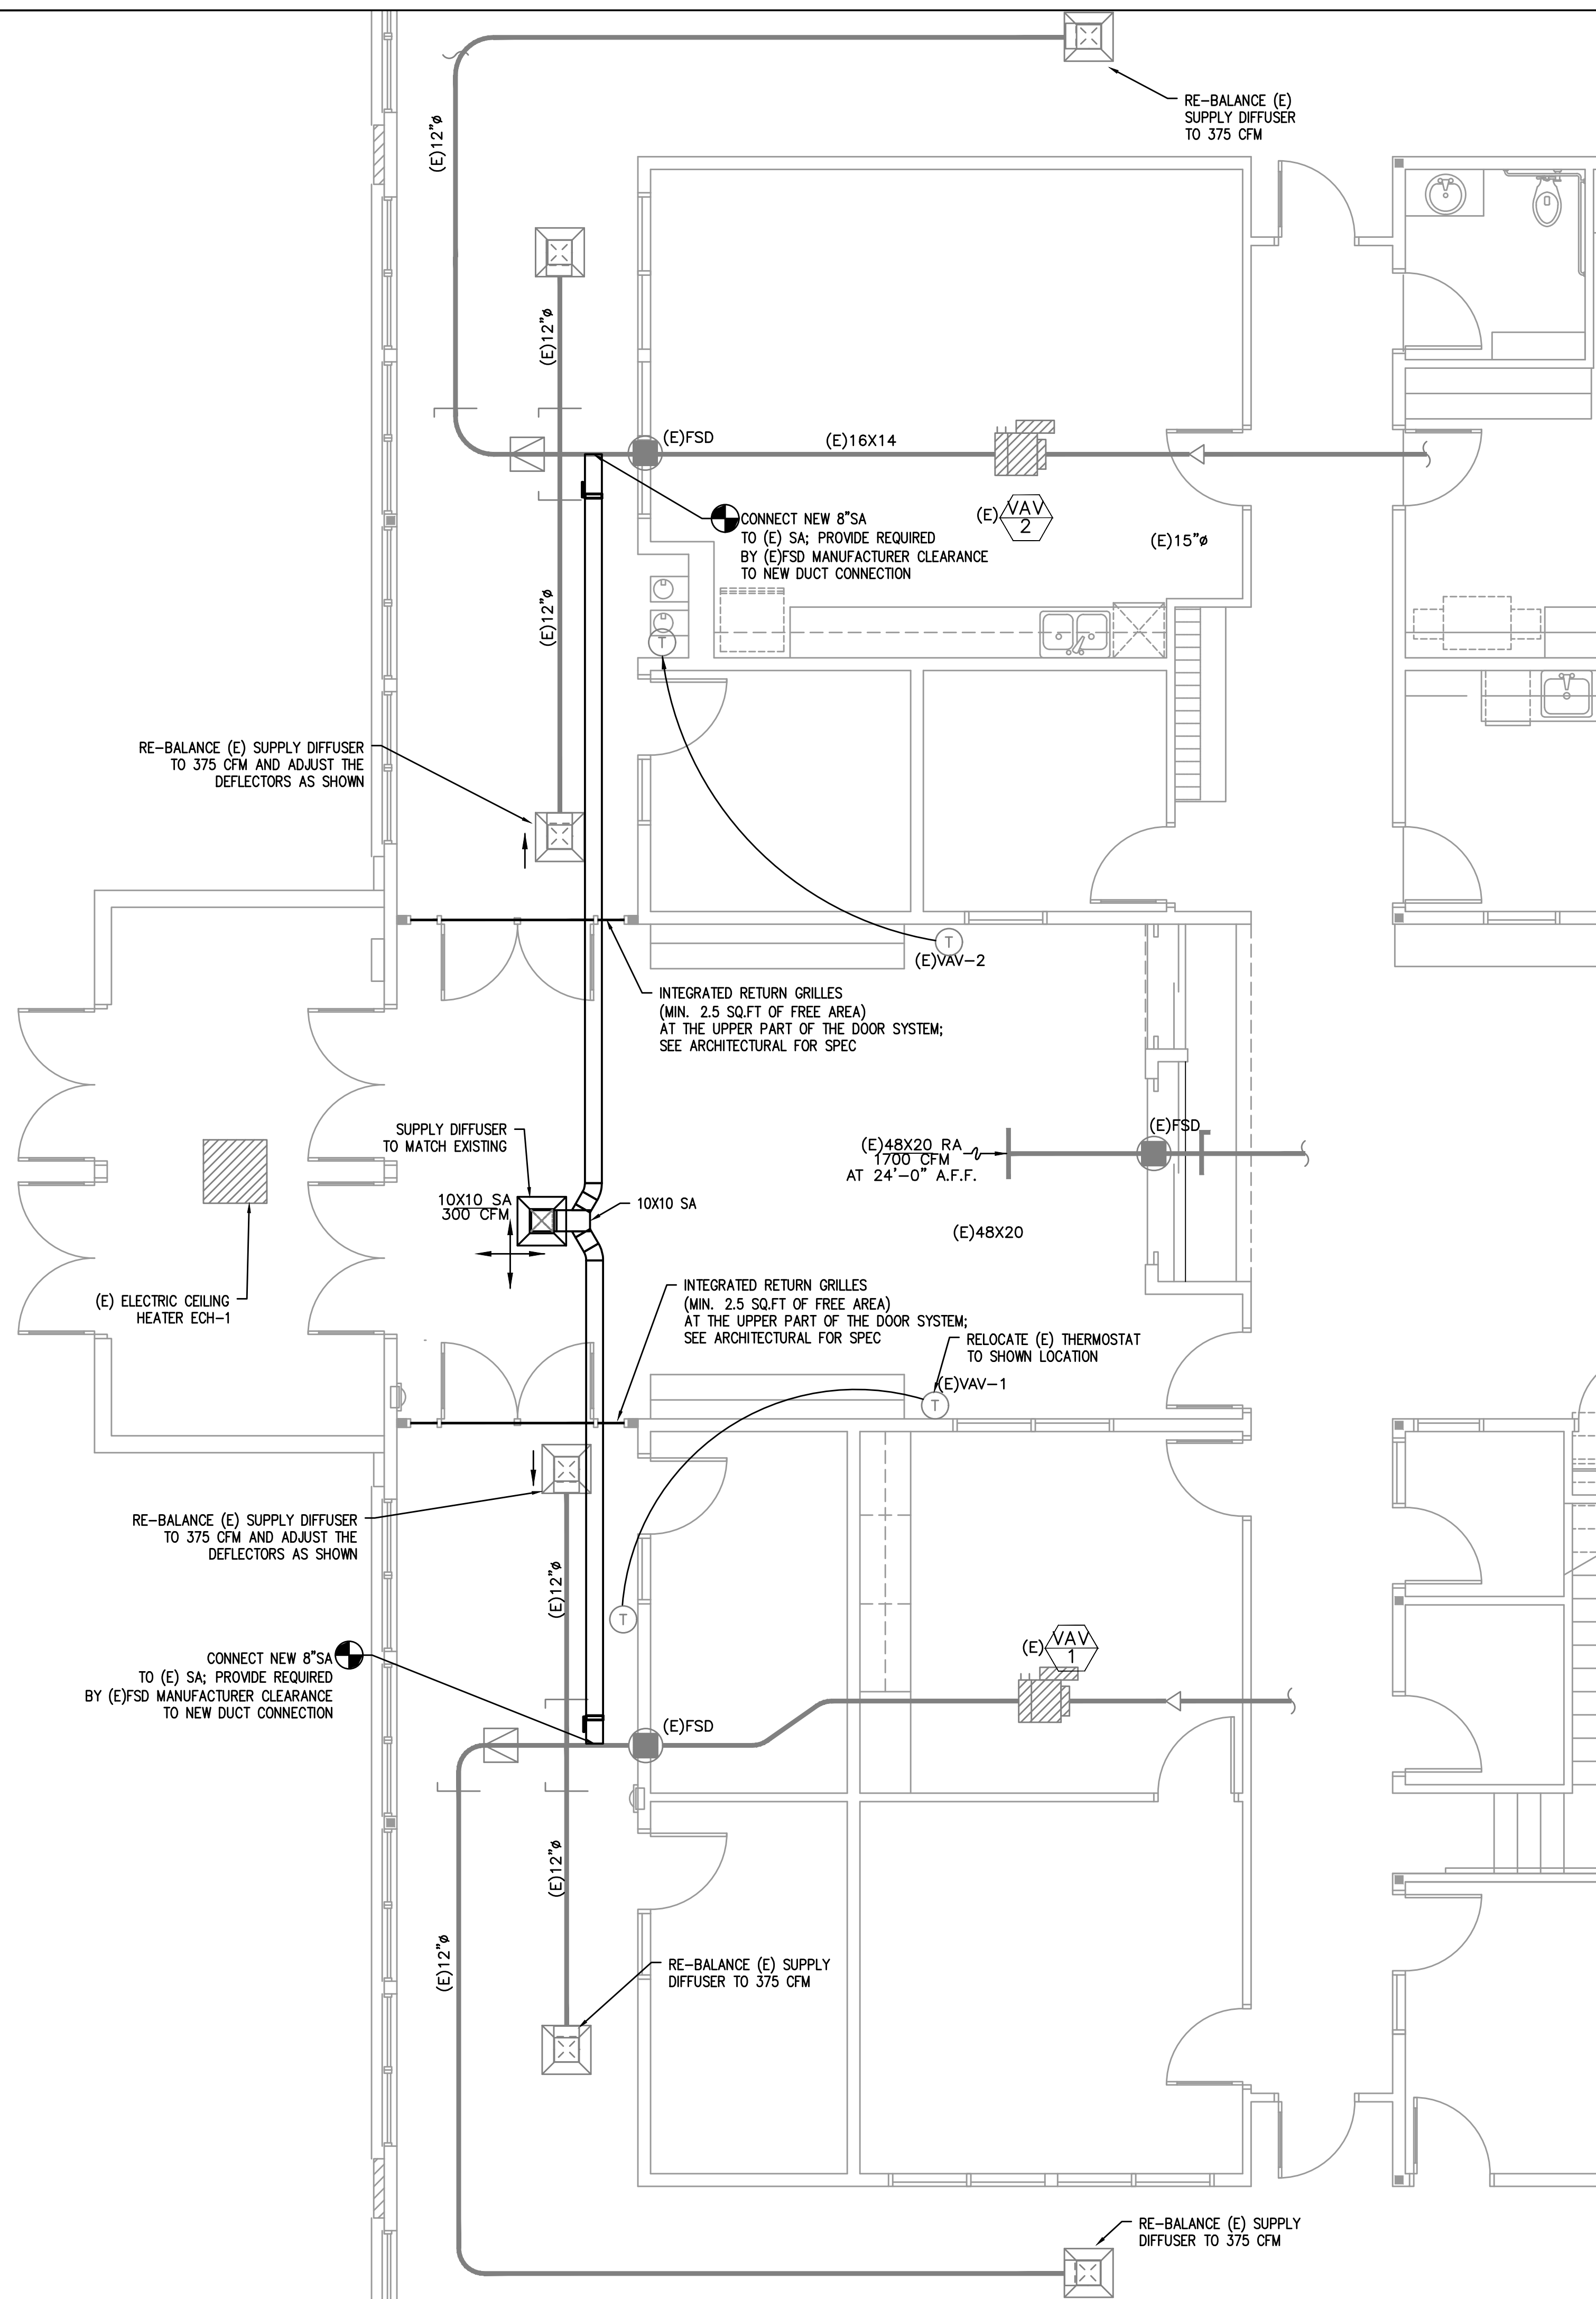 RE-BALANCE (E)
SUPPLY DIFFUSER
TO 375 CFM
(E)12"ø
(E)12"ø
(E)FSD
(E)16X14
CONNECT NEW 8"SA
TO (E) SA; PROVIDE REQUIRED
BY (E)FSD MANUFACTURER CLEARANCE
TO NEW DUCT CONNECTION
(E)
VAV
2
(E)15"ø
(E)12"ø
T
RE-BALANCE (E) SUPPLY DIFFUSER
TO 375 CFM AND ADJUST THE
DEFLECTORS AS SHOWN
T
(E)VAV-2
INTEGRATED RETURN GRILLES
(MIN. 2.5 SQ.FT OF FREE AREA)
AT THE UPPER PART OF THE DOOR SYSTEM;
SEE ARCHITECTURAL FOR SPEC
SUPPLY DIFFUSER
TO MATCH EXISTING
(E)FSD
(E)48X20 RA
1700 CFM
AT 24'-0" A.F.F.
10X10 SA
300 CFM
10X10 SA
(E)48X20
(E) ELECTRIC CEILING
HEATER ECH-1
INTEGRATED RETURN GRILLES
(MIN. 2.5 SQ.FT OF FREE AREA)
AT THE UPPER PART OF THE DOOR SYSTEM;
SEE ARCHITECTURAL FOR SPEC
RELOCATE (E) THERMOSTAT
TO SHOWN LOCATION
(E)VAV-1
T
RE-BALANCE (E) SUPPLY DIFFUSER
TO 375 CFM AND ADJUST THE
DEFLECTORS AS SHOWN
(E)12"ø
T
(E)
VAV
1
CONNECT NEW 8"SA
TO (E) SA; PROVIDE REQUIRED
BY (E)FSD MANUFACTURER CLEARANCE
TO NEW DUCT CONNECTION
(E)FSD
(E)12"ø
(E)12"ø
RE-BALANCE (E) SUPPLY
DIFFUSER TO 375 CFM
RE-BALANCE (E) SUPPLY
DIFFUSER TO 375 CFM